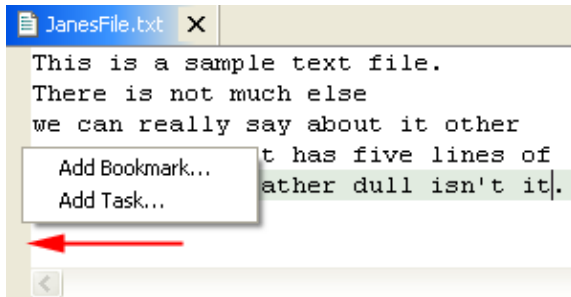 JanesFile.txt X
This is a sample text file.
There is not much else
we can really say about it other
t has five lines of
ather dull isn't it.
Add Bookmark...
Add Task...